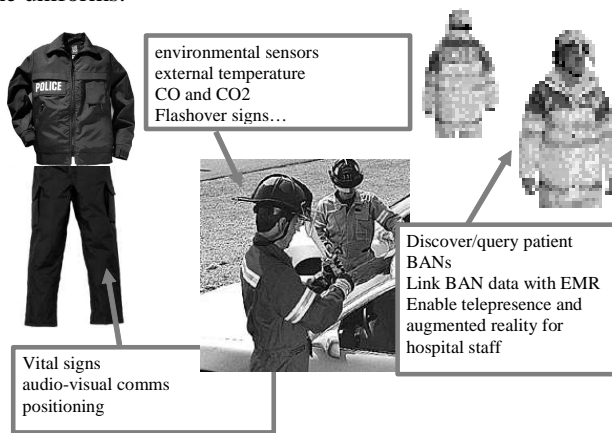 environmental sensors
external temperature
CO and CO2
Flashover signs…
POLICE
Discover/query patient
BANs
Link BAN data with EMR
Enable telepresence and
augmented reality for
hospital staff
Vital signs
audio-visual comms
positioning